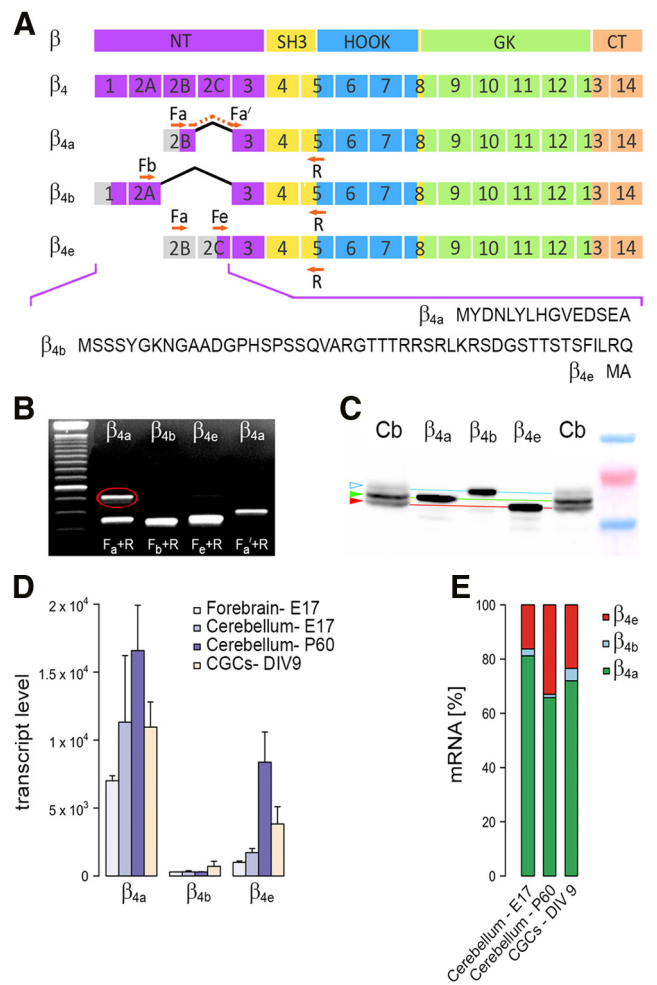 A
β NT SH3 HOOK GK CT
β4 1 2A 2B 2C 3 4 5 6 7 8 9 10 11 12 13 14
Fa Fa′
β4a 2B 3 4 5 6 7 8 9 10 11 12 13 14
R
Fb
β4b 1 2A 3 4 5 6 7 8 9 10 11 12 13 14
R
Fa Fe
β4e 2B 2C 3 4 5 6 7 8 9 10 11 12 13 14
R
β4a MYDNLYLHGVEDSEA
β4b MSSSYGKNGAADGPHSPSSQVARGTTTRRSRLKRSDGSTTSTSFILRQ
β4e MA
B
β4a β4b β4e β4a
Fa+R Fb+R Fe+R Fa′+R
C
Cb β4a β4b β4e Cb
D
transcript level
2 x 10⁴
1.5 x 10⁴
1 x 10⁴
5 x 10³
0
Forebrain- E17
Cerebellum- E17
Cerebellum- P60
CGCs- DIV9
β4a β4b β4e
E
mRNA [%]
100
80
60
40
20
0
β4e
β4b
β4a
Cerebellum - E17
Cerebellum - P60
CGCs - DIV 9